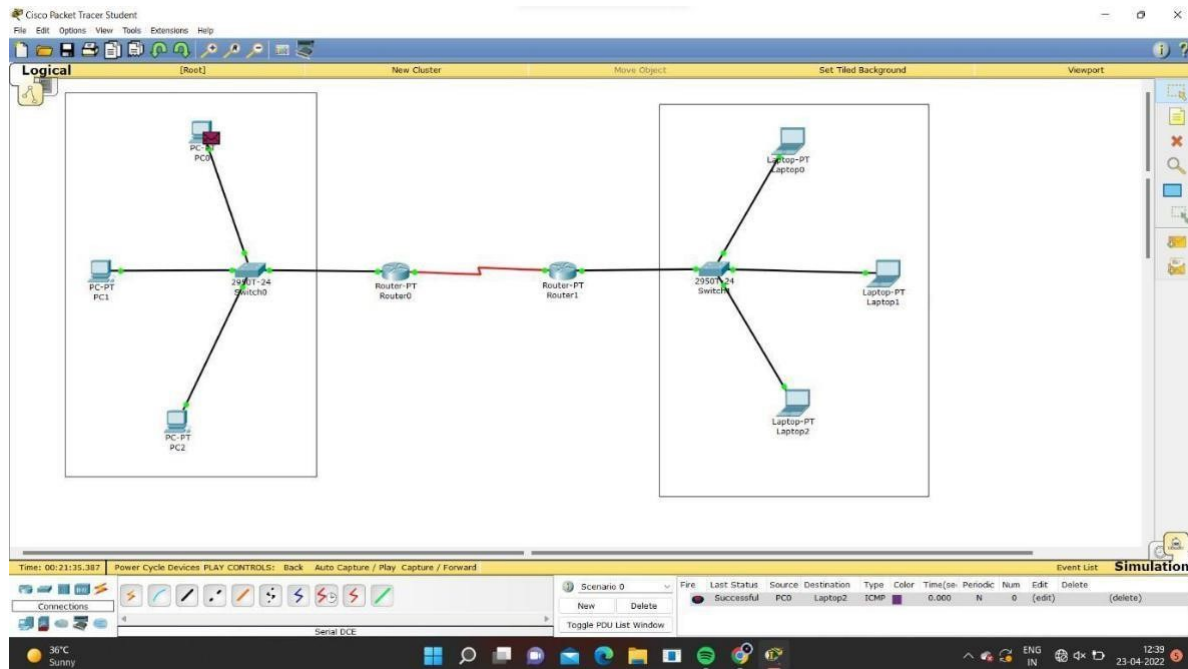 Cisco Packet Tracer Student
File Edit Options View Tools Extensions Help
Logical [Root] New Cluster Move Object Set Tiled Background Viewport
PC-PT
PC0
Laptop-PT
Laptop0
PC-PT
PC1
2950T-24
Switch0
Router-PT
Router0
Router-PT
Router1
2950T-24
Laptop-PT
Laptop1
PC-PT
PC2
Laptop-PT
Laptop2
Time: 00:21:35.387 Power Cycle Devices PLAY CONTROLS: Back Auto Capture / Play Capture / Forward Event List Simulation
Connections
Serial DCE
Scenario 0
New Delete
Toggle PDU List Window
Fire Last Status Source Destination Type Color Time(se Periodic Num Edit Delete
Successful PC0 Laptop2 ICMP 0.000 N 0 (edit) (delete)
36°C
Sunny
ENG
IN
12:39
23-04-2022
5